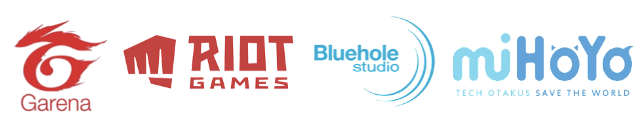 Garena
RIOT
GAMES
Bluehole
studio
miHoYo
TECH OTAKUS SAVE THE WORLD